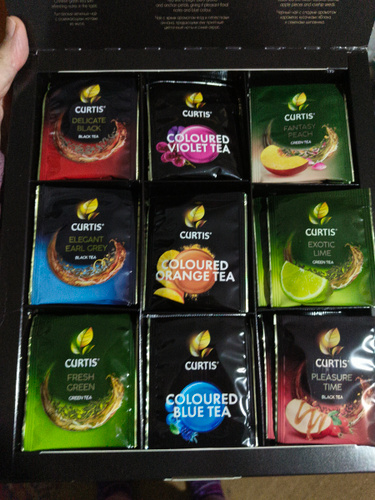 CURTIS
DELICATE
BLACK
BLACK TEA
CURTIS
COLOURED
VIOLET TEA
CURTIS
FANTASY
PEACH
GREEN TEA
CURTIS
ELEGANT
EARL GREY
BLACK TEA
CURTIS
COLOURED
ORANGE TEA
CURTIS
EXOTIC
LIME
GREEN TEA
CURTIS
FRESH
GREEN
GREEN TEA
CURTIS
COLOURED
BLUE TEA
CURTIS
PLEASURE
TIME
BLACK TEA